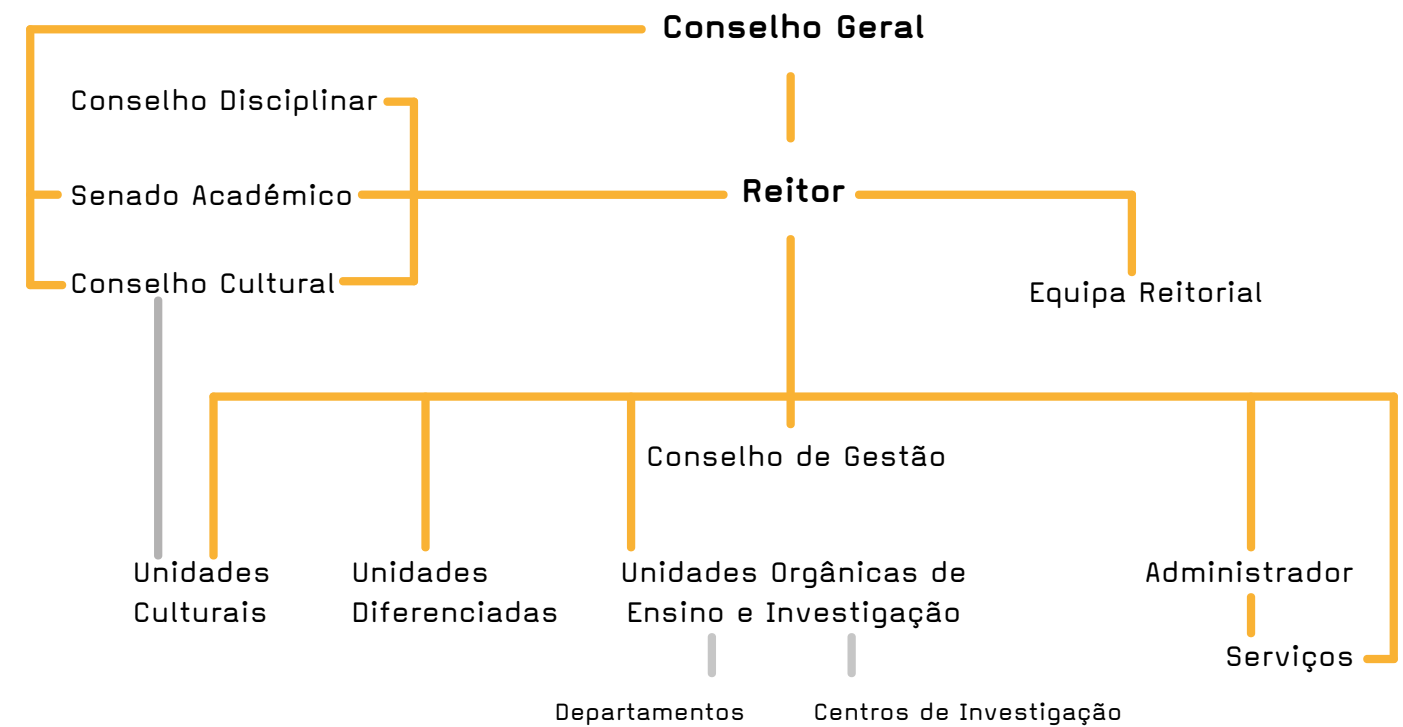 Conselho Geral
Conselho Disciplinar
Senado Académico
Reitor
Conselho Cultural
Equipa Reitorial
Conselho de Gestão
Unidades
Culturais
Unidades
Diferenciadas
Unidades Orgânicas de
Ensino e Investigação
Administrador
Serviços
Departamentos
Centros de Investigação